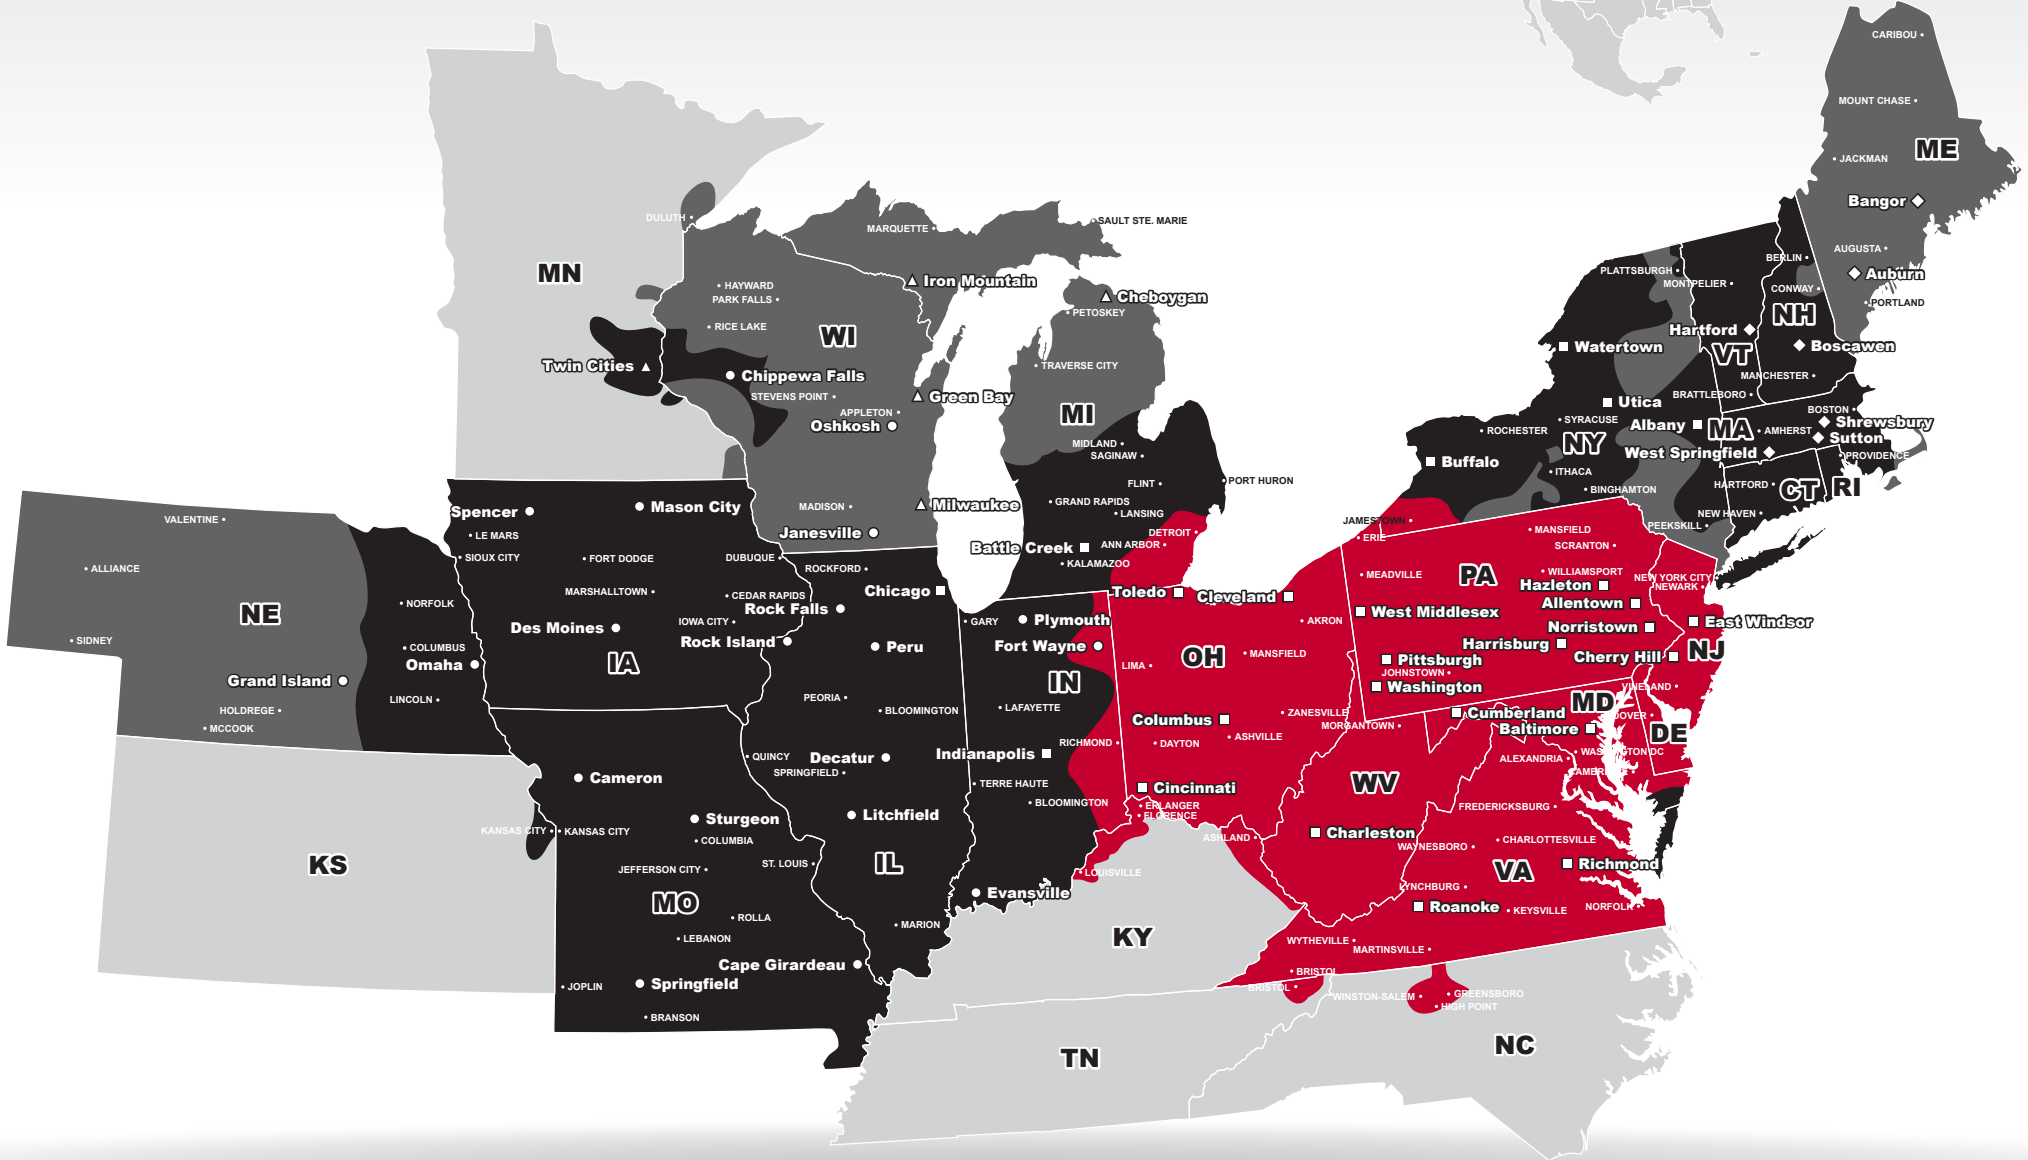 CARIBOU
MOUNT CHASE
ME
JACKMAN
Bangor
DULUTH
MARQUETTE
SAULT STE. MARIE
AUGUSTA
BERLIN
MN
PLATTSBURGH
Auburn
Iron Mountain
MONTPELIER
HAYWARD
CONWAY
PARK FALLS
Cheboygan
PORTLAND
PETOSKEY
NH
RICE LAKE
WI
Hartford
Watertown
Boscawen
VT
Twin Cities
TRAVERSE CITY
Chippewa Falls
MANCHESTER
STEVENS POINT
Green Bay
BRATTLEBORO
Utica
APPLETON
MI
BOSTON
Oshkosh
SYRACUSE
Albany
Shrewsbury
ROCHESTER
MA
AMHERST
Sutton
MIDLAND
NY
SAGINAW
West Springfield
PROVIDENCE
Buffalo
ITHACA
FLINT
PORT HURON
HARTFORD
CT
RI
BINGHAMTON
GRAND RAPIDS
Mason City
MADISON
Milwaukee
Spencer
LANSING
NEW HAVEN
VALENTINE
JAMESTOWN
PEEKSKILL
LE MARS
Janesville
DETROIT
MANSFIELD
ERIE
SIOUX CITY
FORT DODGE
DUBUQUE
Battle Creek
ANN ARBOR
SCRANTON
ALLIANCE
ROCKFORD
KALAMAZOO
MEADVILLE
PA
WILLIAMSPORT
NEW YORK CITY
MARSHALLTOWN
CEDAR RAPIDS
Chicago
Toledo
Cleveland
Hazleton
NEWARK
NORFOLK
Rock Falls
Allentown
NE
West Middlesex
IOWA CITY
GARY
Plymouth
AKRON
East Windsor
Des Moines
Norristown
SIDNEY
Rock Island
COLUMBUS
Peru
Fort Wayne
Harrisburg
NJ
Omaha
IA
LIMA
OH
MANSFIELD
Pittsburgh
Cherry Hill
JOHNSTOWN
Grand Island
IN
Washington
VINELAND
LINCOLN
PEORIA
HOLDREGE
BLOOMINGTON
LAFAYETTE
MD
ZANESVILLE
Cumberland
DOVER
Columbus
MORGANTOWN
MCCOOK
Baltimore
DE
ASHVILLE
RICHMOND
DAYTON
QUINCY
Decatur
Indianapolis
WASHINGTON DC
ALEXANDRIA
SPRINGFIELD
Cameron
TERRE HAUTE
WV
Cincinnati
BLOOMINGTON
ERLANGER
FREDERICKSBURG
Litchfield
FLORENCE
Sturgeon
KANSAS CITY
KANSAS CITY
Charleston
ASHLAND
COLUMBIA
CHARLOTTESVILLE
WAYNESBORO
KS
ST. LOUIS
IL
Richmond
JEFFERSON CITY
LOUISVILLE
VA
LYNCHBURG
Evansville
MO
Roanoke
NORFOLK
KEYSVILLE
ROLLA
MARION
LEBANON
KY
WYTHEVILLE
MARTINSVILLE
Cape Girardeau
BRISTOL
Springfield
JOPLIN
BRISTOL
GREENSBORO
WINSTON-SALEM
HIGH POINT
BRANSON
NC
TN